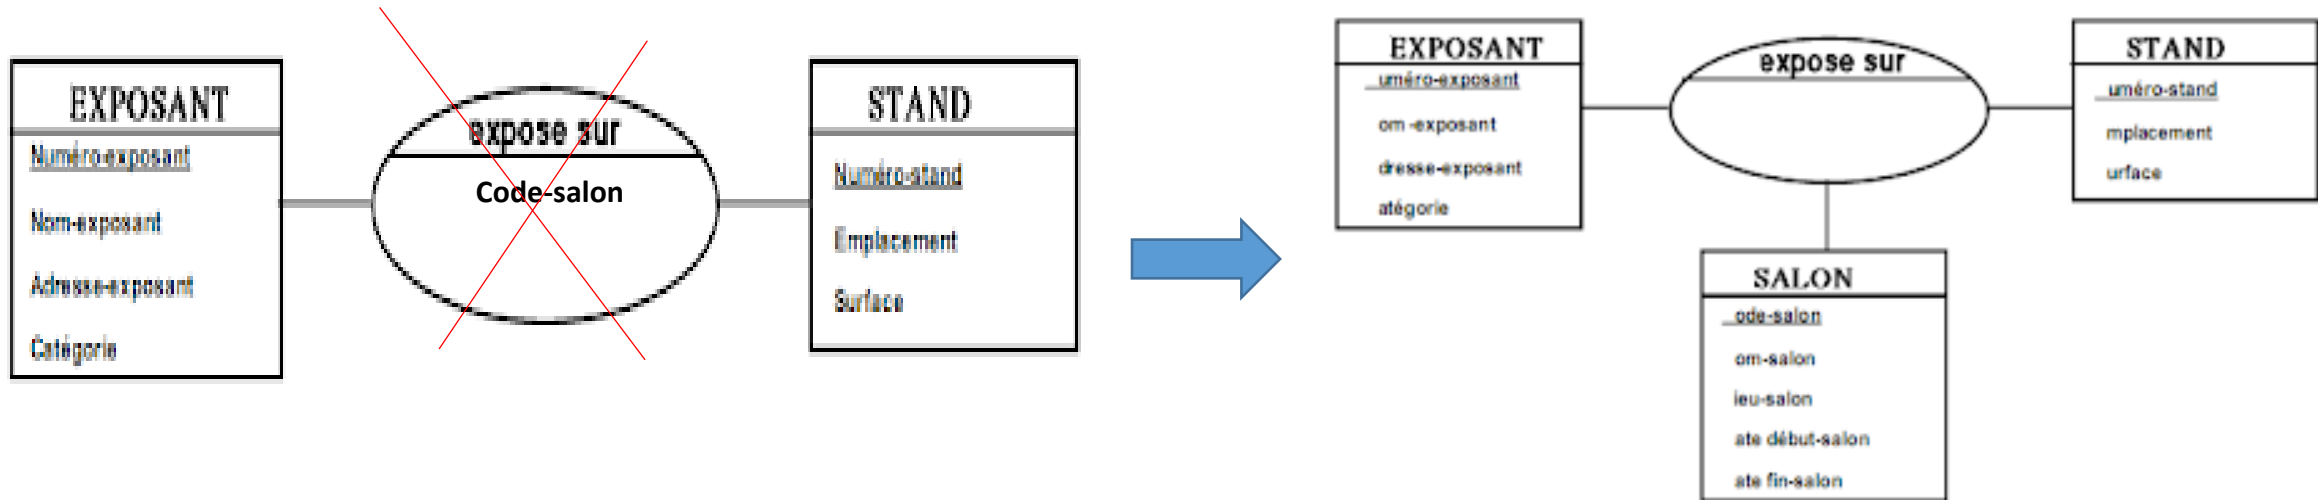 EXPOSANT
Numéro-exposant
Nom-exposant
Adresse-exposant
Catégorie
expose sur
Code-salon
STAND
Numéro-stand
Emplacement
Surface
EXPOSANT
uméro-exposant
om -exposant
dresse-exposant
atégorie
expose sur
STAND
uméro-stand
mplacement
urface
SALON
ode-salon
om-salon
ieu-salon
ate début-salon
ate fin-salon